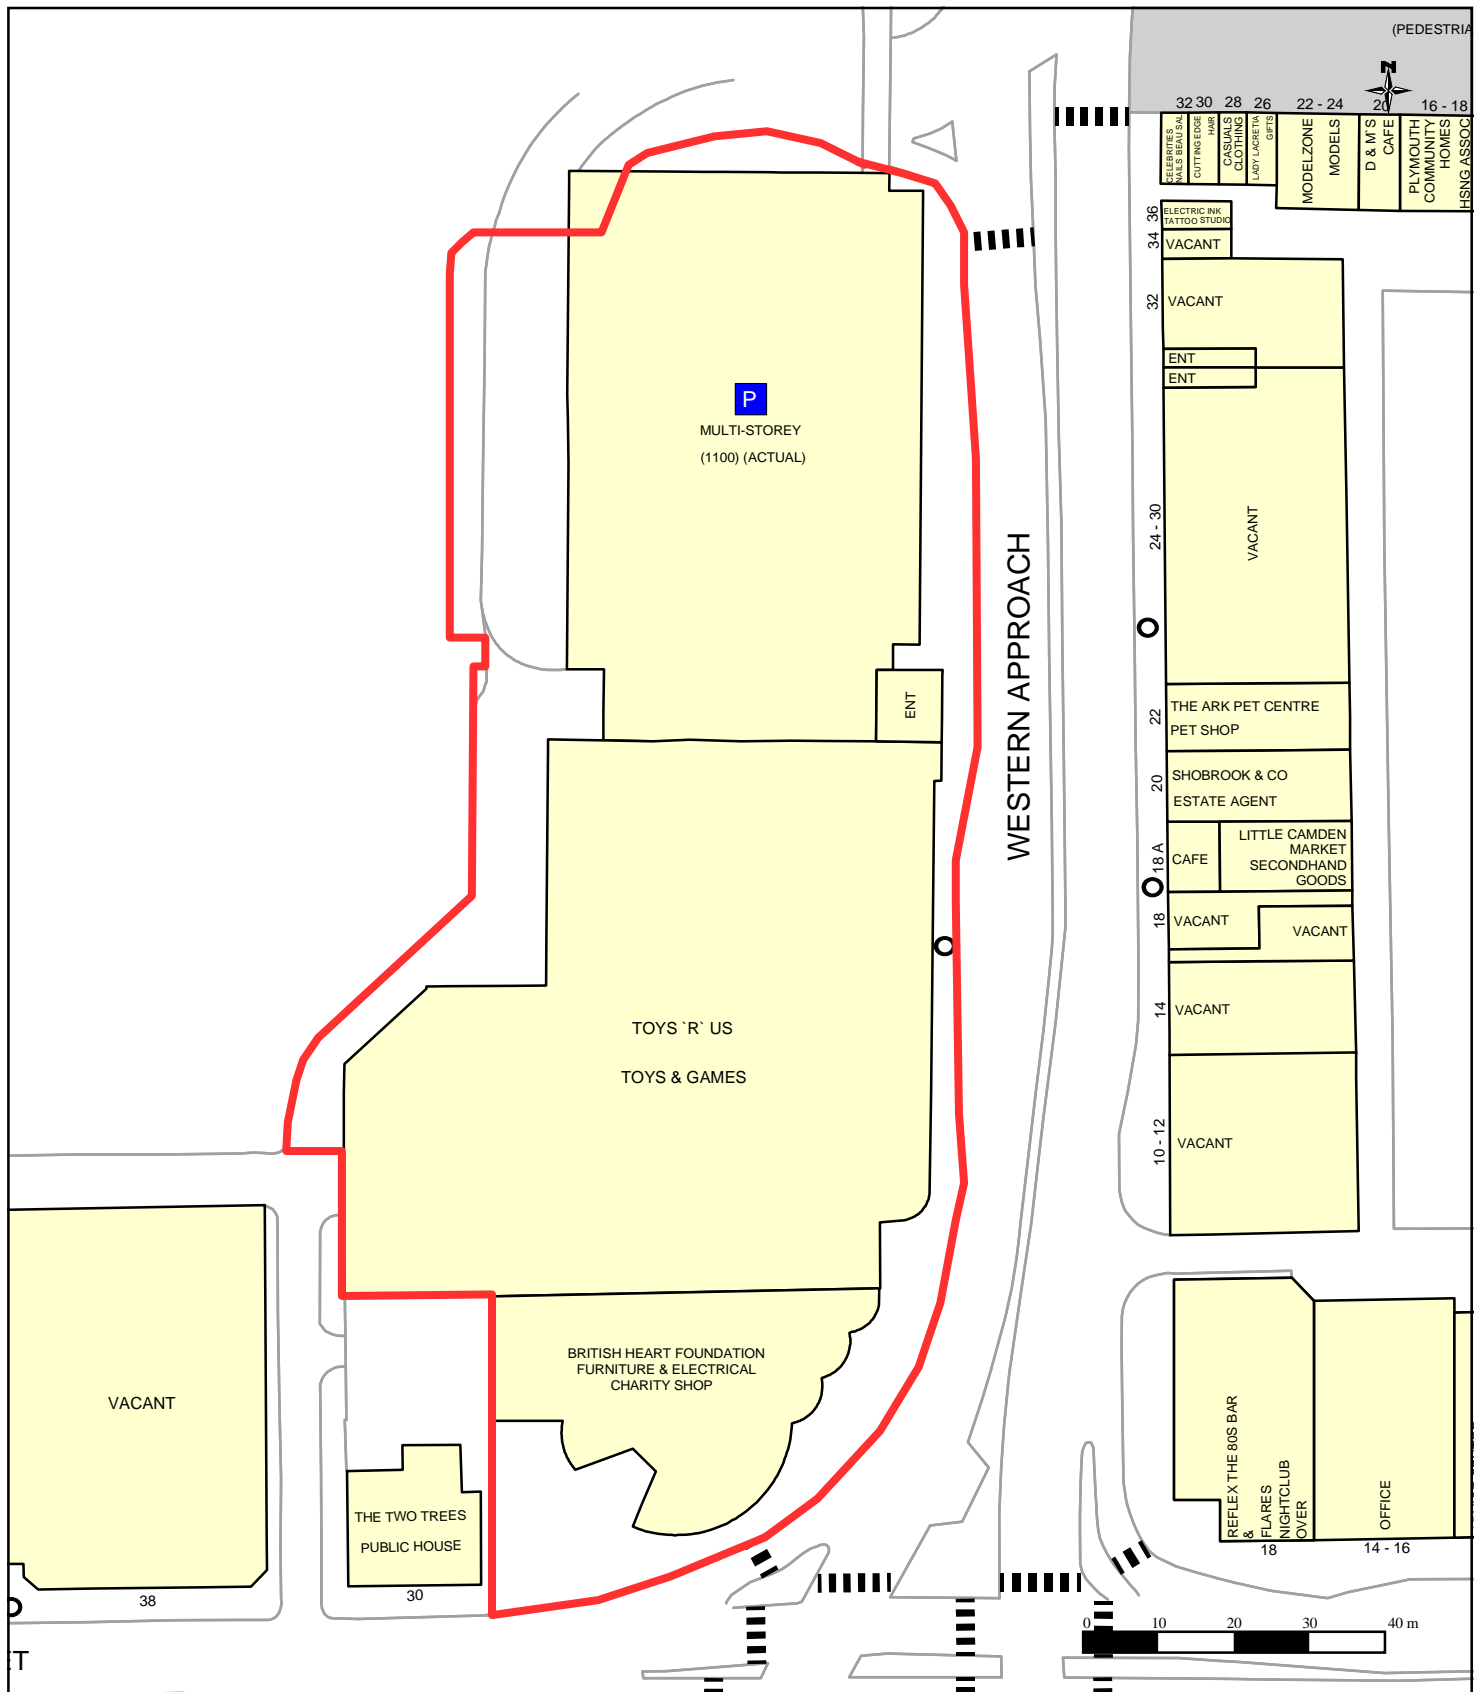 (PEDESTRIA
N
32 30 28 26 22 - 24 20 16 - 18
CELEBRITIES
NAILS BEAU SAL
CUTTING EDGE
HAIR
CASUALS
CLOTHING
LADY LACRETIA
GIFTS
MODELZONE
MODELS
D & M`S
CAFE
PLYMOUTH
COMMUNITY
HOMES
HSNG ASSOC
36
ELECTRIC INK
TATTOO STUDIO
34
VACANT
32
VACANT
ENT
ENT
P
MULTI-STOREY
(1100) (ACTUAL)
24 - 30
VACANT
WESTERN APPROACH
ENT
22
THE ARK PET CENTRE
PET SHOP
20
SHOBROOK & CO
ESTATE AGENT
18 A
CAFE
LITTLE CAMDEN
MARKET
SECONDHAND
GOODS
18
VACANT
VACANT
14
VACANT
TOYS `R` US
TOYS & GAMES
10 - 12
VACANT
BRITISH HEART FOUNDATION
FURNITURE & ELECTRICAL
CHARITY SHOP
VACANT
38
THE TWO TREES
PUBLIC HOUSE
30
REFLEX THE 80S BAR
&
FLARES
NIGHTCLUB
OVER
18
OFFICE
14 - 16
0 10 20 30 40 m
ET